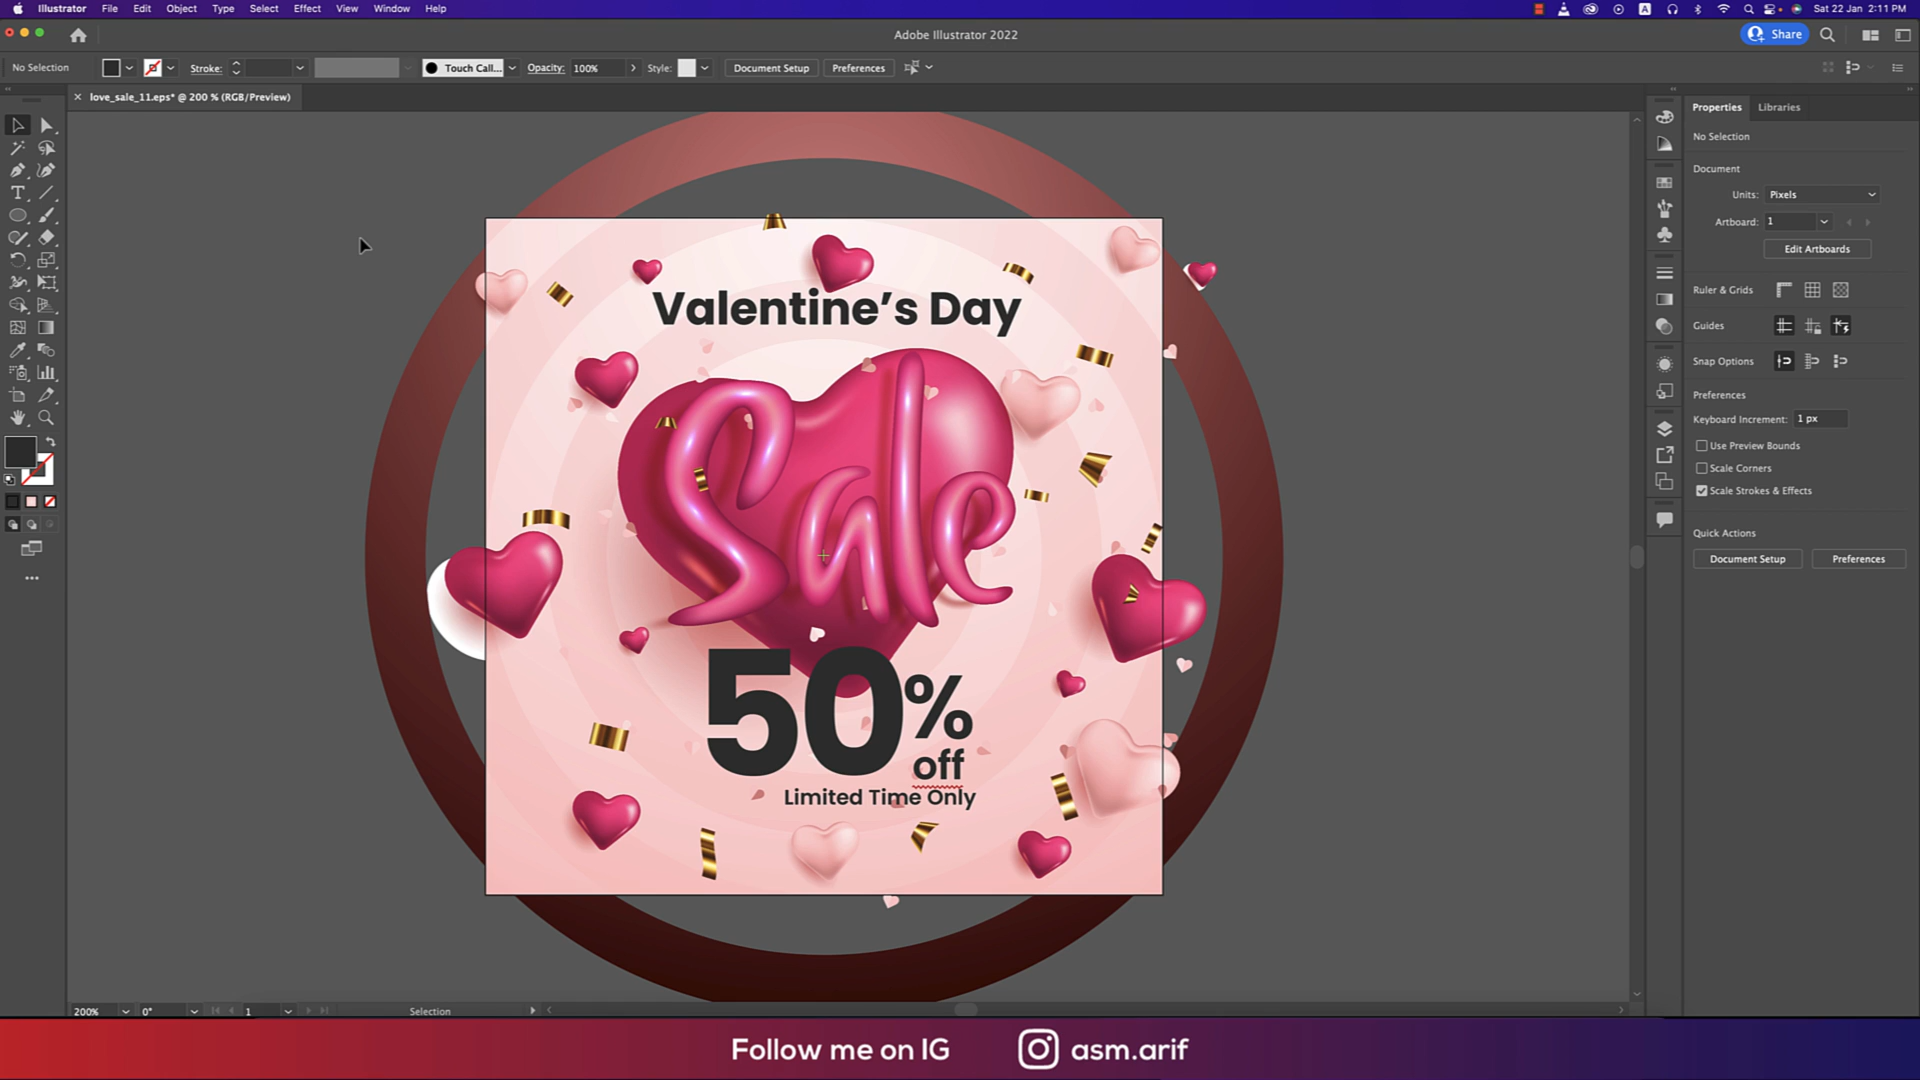 Illustrator File Edit Object Type Select Effect View Window Help
A
Sat 22 Jan 2:11 PM
Adobe Illustrator 2022
Share
No Selection
Stroke:
Touch Call...
Opacity: 100%
Style:
Document Setup
Preferences
love_sale_11.eps* @ 200 % (RGB/Preview)
Properties
Libraries
No Selection
Document
Units: Pixels
Artboard: 1
Edit Artboards
Ruler & Grids
Guides
Snap Options
Preferences
Keyboard Increment: 1 px
Use Preview Bounds
Scale Corners
Scale Strokes & Effects
Quick Actions
Document Setup
Preferences
Valentine’s Day
Sale
50%
off
Limited Time Only
200%
0°
1
Selection
Follow me on IG
asm.arif